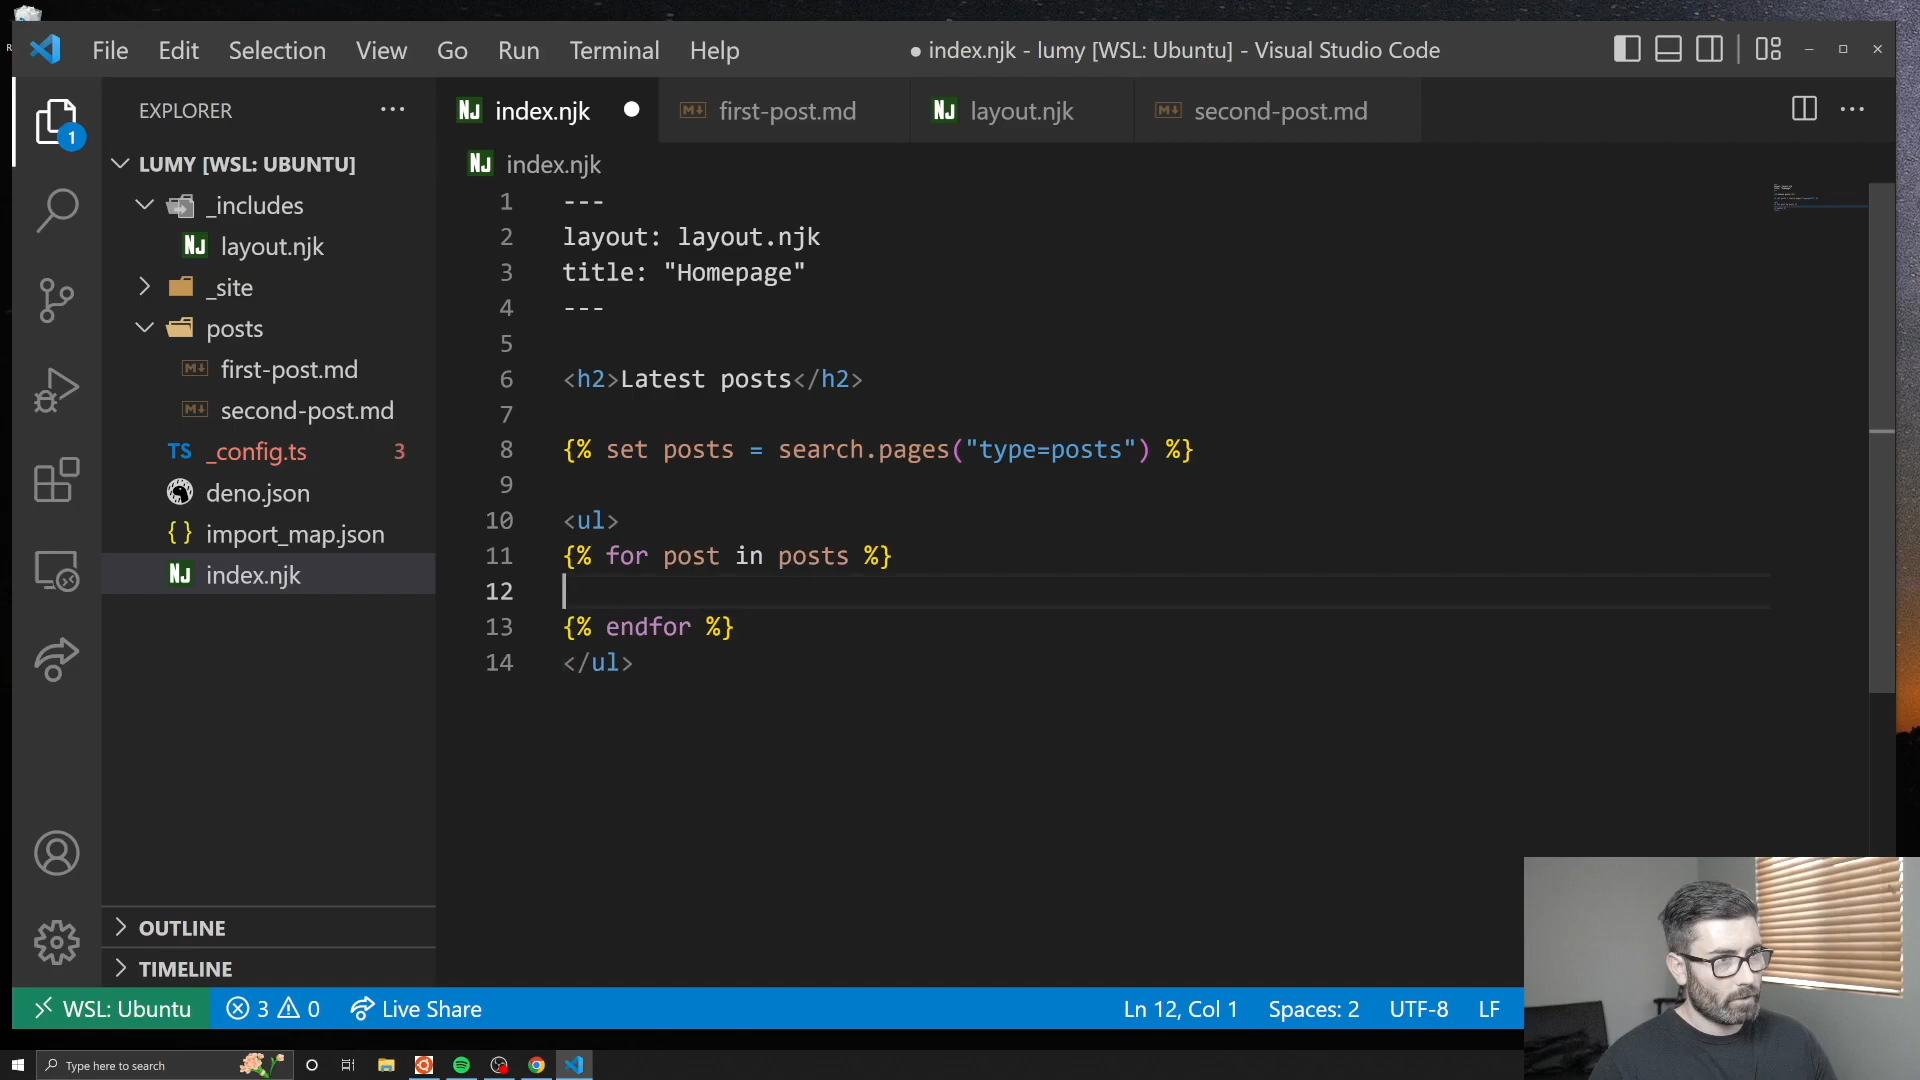 File Edit Selection View Go Run Terminal Help
● index.njk - lumy [WSL: Ubuntu] - Visual Studio Code
EXPLORER
index.njk
first-post.md
layout.njk
second-post.md
LUMY [WSL: UBUNTU]
index.njk
_includes
layout.njk
_site
posts
first-post.md
second-post.md
TS _config.ts 3
deno.json
{ } import_map.json
index.njk
1 ---
2 layout: layout.njk
3 title: "Homepage"
4 ---
5
6 <h2>Latest posts</h2>
7
8 {% set posts = search.pages("type=posts") %}
9
10 <ul>
11 {% for post in posts %}
12
13 {% endfor %}
14 </ul>
1
OUTLINE
TIMELINE
WSL: Ubuntu 3 0 Live Share Ln 12, Col 1 Spaces: 2 UTF-8 LF
Type here to search